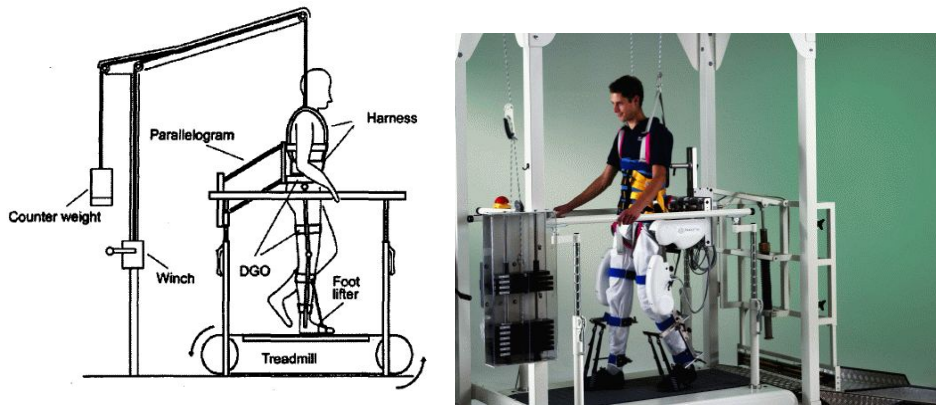 Harness
Parallelogram
Counter weight
DGO
Winch
Foot
lifter
Treadmill